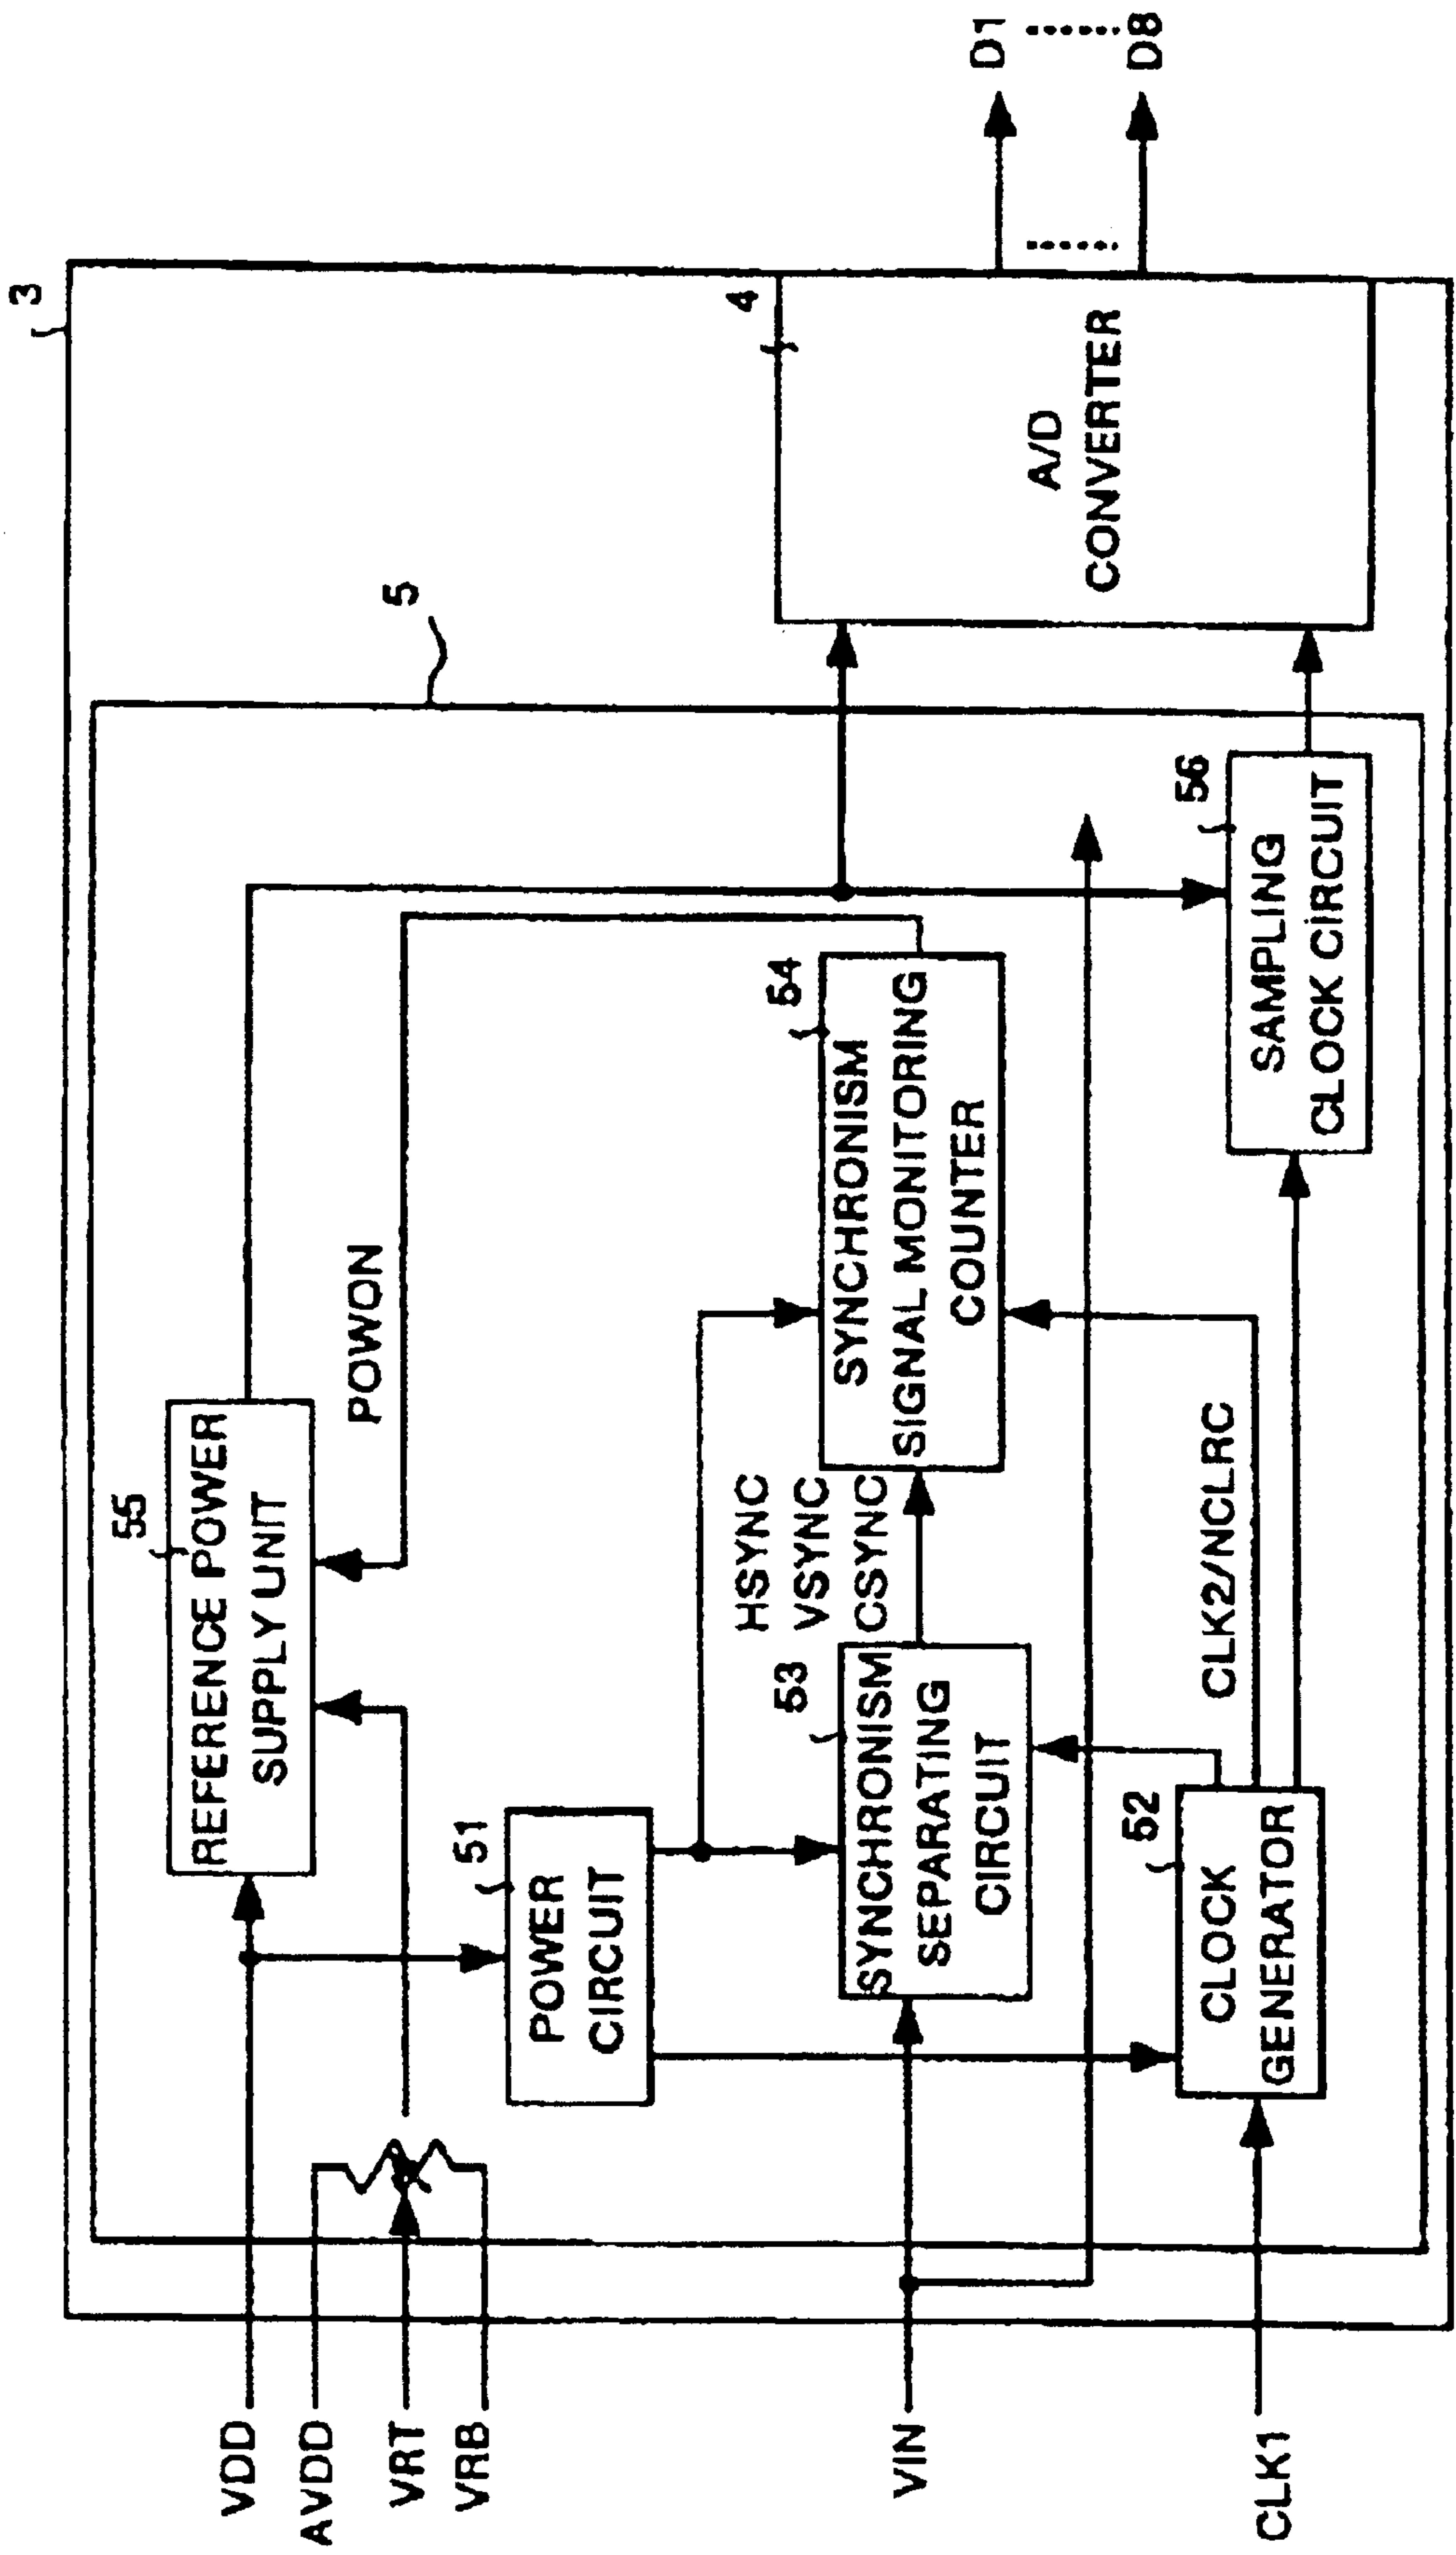 3
5
4
55
REFERENCE POWER
SUPPLY UNIT
POWON
VDD
AVDD
VRT
VRB
51
POWER
CIRCUIT
HSYNC
VSYNC
CSYNC
53
SYNCHRONISM
SEPARATING
CIRCUIT
54
SYNCHRONISM
SIGNAL MONITORING
COUNTER
A/D
CONVERTER
D1
D8
VIN
52
CLOCK
GENERATOR
CLK2/NCLRC
56
SAMPLING
CLOCK CIRCUIT
CLK1